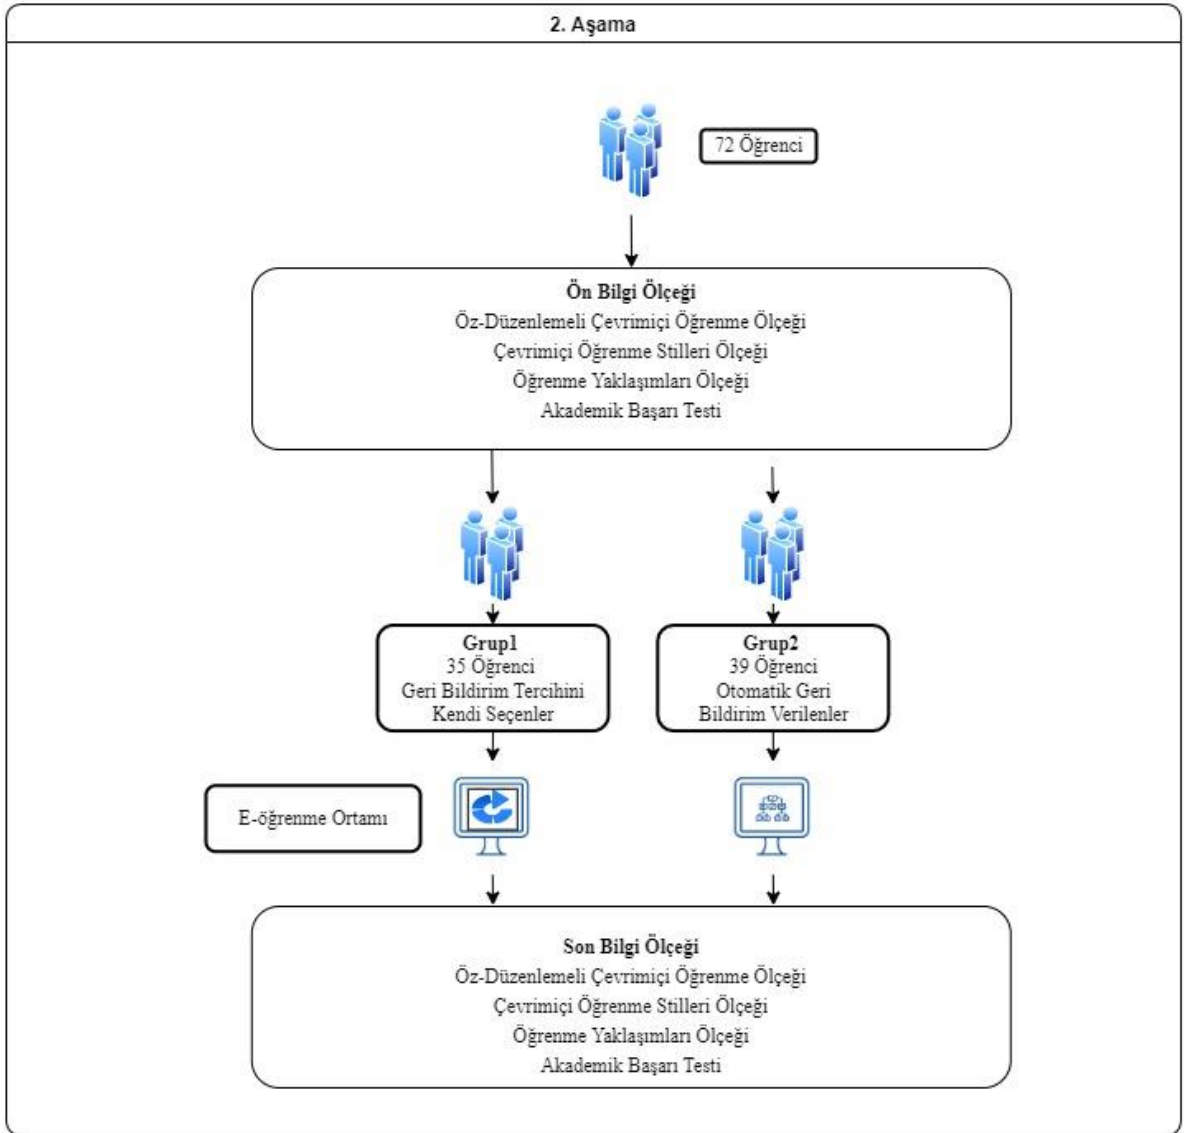 2. Aşama
72 Öğrenci
Ön Bilgi Ölçeği
Öz-Düzenlemeli Çevrimiçi Öğrenme Ölçeği
Çevrimiçi Öğrenme Stilleri Ölçeği
Öğrenme Yaklaşımları Ölçeği
Akademik Başarı Testi
Grup1
35 Öğrenci
Geri Bildirim Tercihini
Kendi Seçenler
Grup2
39 Öğrenci
Otomatik Geri
Bildirim Verilenler
E-öğrenme Ortamı
Son Bilgi Ölçeği
Öz-Düzenlemeli Çevrimiçi Öğrenme Ölçeği
Çevrimiçi Öğrenme Stilleri Ölçeği
Öğrenme Yaklaşımları Ölçeği
Akademik Başarı Testi